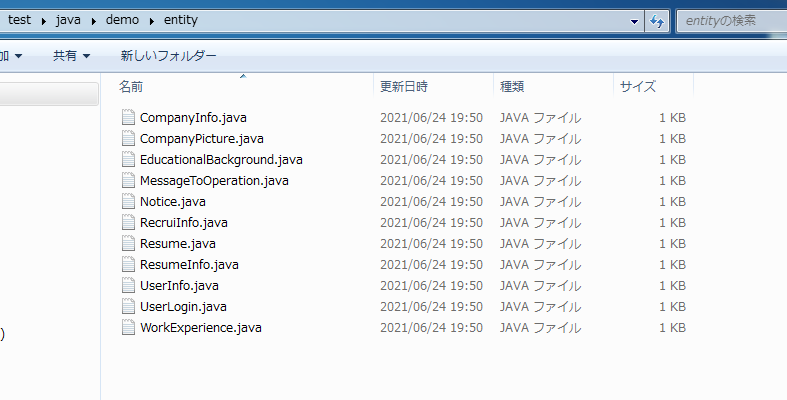 test ▸ java ▸ demo ▸ entity entityの検索
加 ▼ 共有 ▼ 新しいフォルダー
名前 更新日時 種類 サイズ
CompanyInfo.java 2021/06/24 19:50 JAVA ファイル 1 KB
CompanyPicture.java 2021/06/24 19:50 JAVA ファイル 1 KB
EducationalBackground.java 2021/06/24 19:50 JAVA ファイル 1 KB
MessageToOperation.java 2021/06/24 19:50 JAVA ファイル 1 KB
Notice.java 2021/06/24 19:50 JAVA ファイル 1 KB
RecruiInfo.java 2021/06/24 19:50 JAVA ファイル 1 KB
Resume.java 2021/06/24 19:50 JAVA ファイル 1 KB
ResumeInfo.java 2021/06/24 19:50 JAVA ファイル 1 KB
UserInfo.java 2021/06/24 19:50 JAVA ファイル 1 KB
UserLogin.java 2021/06/24 19:50 JAVA ファイル 1 KB
WorkExperience.java 2021/06/24 19:50 JAVA ファイル 1 KB
)